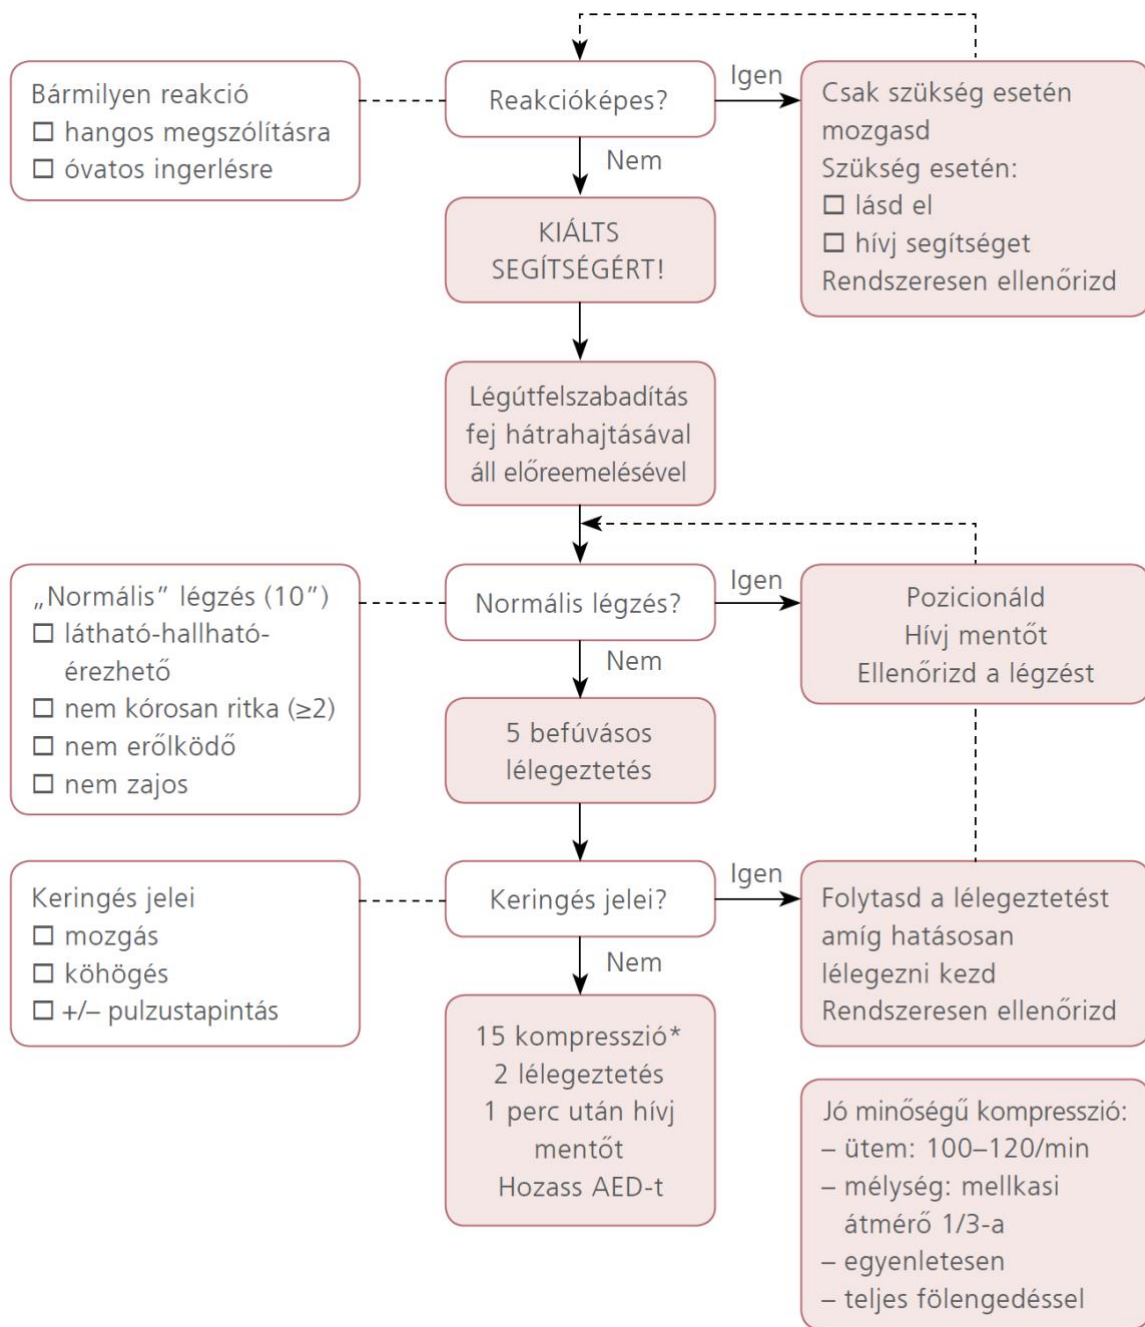 Bármilyen reakció
☐ hangos megszólításra
☐ óvatos ingerlésre
Reakcióképes?
Igen
Csak szükség esetén
mozgasd
Szükség esetén:
☐ lásd el
☐ hívj segítséget
Rendszeresen ellenőrizd
Nem
KIÁLTS
SEGÍTSÉGÉRT!
Légútfelszabadítás
fej hátrahajtásával
áll előreemelésével
„Normális” légzés (10”)
☐ látható-hallható-
érezhető
☐ nem kórosan ritka (≥2)
☐ nem erőlködő
☐ nem zajos
Normális légzés?
Igen
Pozicionáld
Hívj mentőt
Ellenőrizd a légzést
Nem
5 befúvásos
lélegeztetés
Keringés jelei
☐ mozgás
☐ köhögés
☐ +/– pulzustapintás
Keringés jelei?
Igen
Folytasd a lélegeztetést
amíg hatásosan
lélegezni kezd
Rendszeresen ellenőrizd
Nem
15 kompresszió*
2 lélegeztetés
1 perc után hívj
mentőt
Hozass AED-t
Jó minőségű kompresszió:
– ütem: 100–120/min
– mélység: mellkasi
átmérő 1/3-a
– egyenletesen
– teljes fölengedéssel